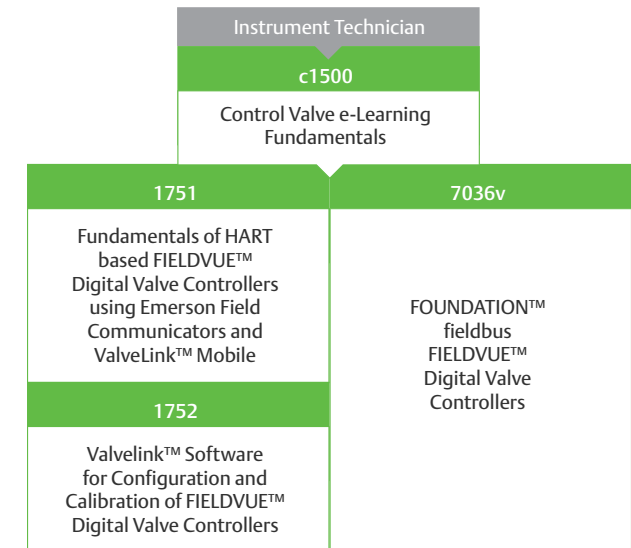 Instrument Technician
c1500
Control Valve e-Learning
Fundamentals
1751
Fundamentals of HART
based FIELDVUE™
Digital Valve Controllers
using Emerson Field
Communicators and
ValveLink™ Mobile
1752
Valvelink™ Software
for Configuration and
Calibration of FIELDVUE™
Digital Valve Controllers
7036v
FOUNDATION™
fieldbus
FIELDVUE™
Digital Valve
Controllers